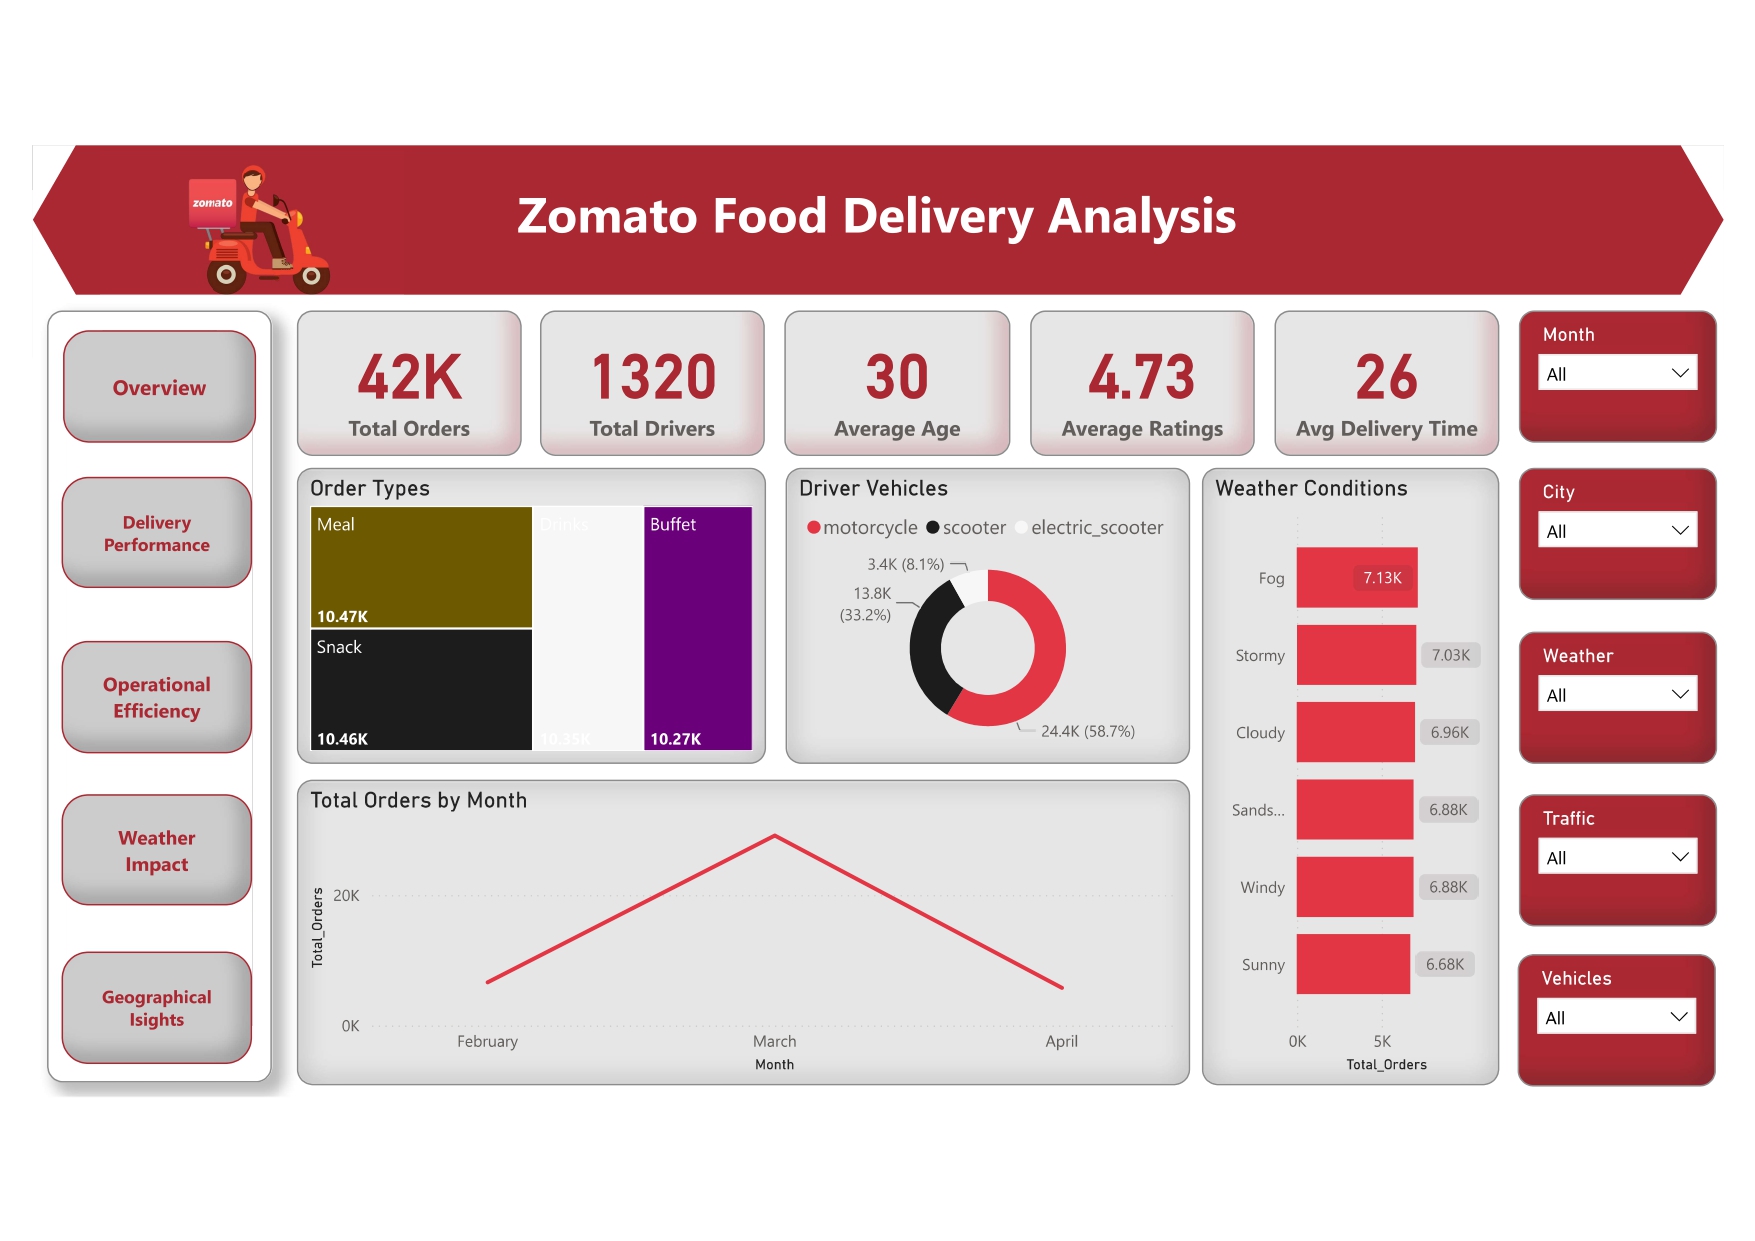 zomato
Zomato Food Delivery Analysis
Overview
Delivery
Performance
Operational
Efficiency
Weather
Impact
Geographical
Isights
42K
Total Orders
1320
Total Drivers
30
Average Age
4.73
Average Ratings
26
Avg Delivery Time
Order Types
Meal
10.47K
Snack
10.46K
Drinks
10.35K
Buffet
10.27K
Driver Vehicles
motorcycle scooter electric_scooter
3.4K (8.1%)
13.8K
(33.2%)
24.4K (58.7%)
Weather Conditions
Fog 7.13K
Stormy 7.03K
Cloudy 6.96K
Sands... 6.88K
Windy 6.88K
Sunny 6.68K
0K 5K
Total_Orders
Total Orders by Month
Total_Orders
20K
0K
February March April
Month
Month
All
City
All
Weather
All
Traffic
All
Vehicles
All